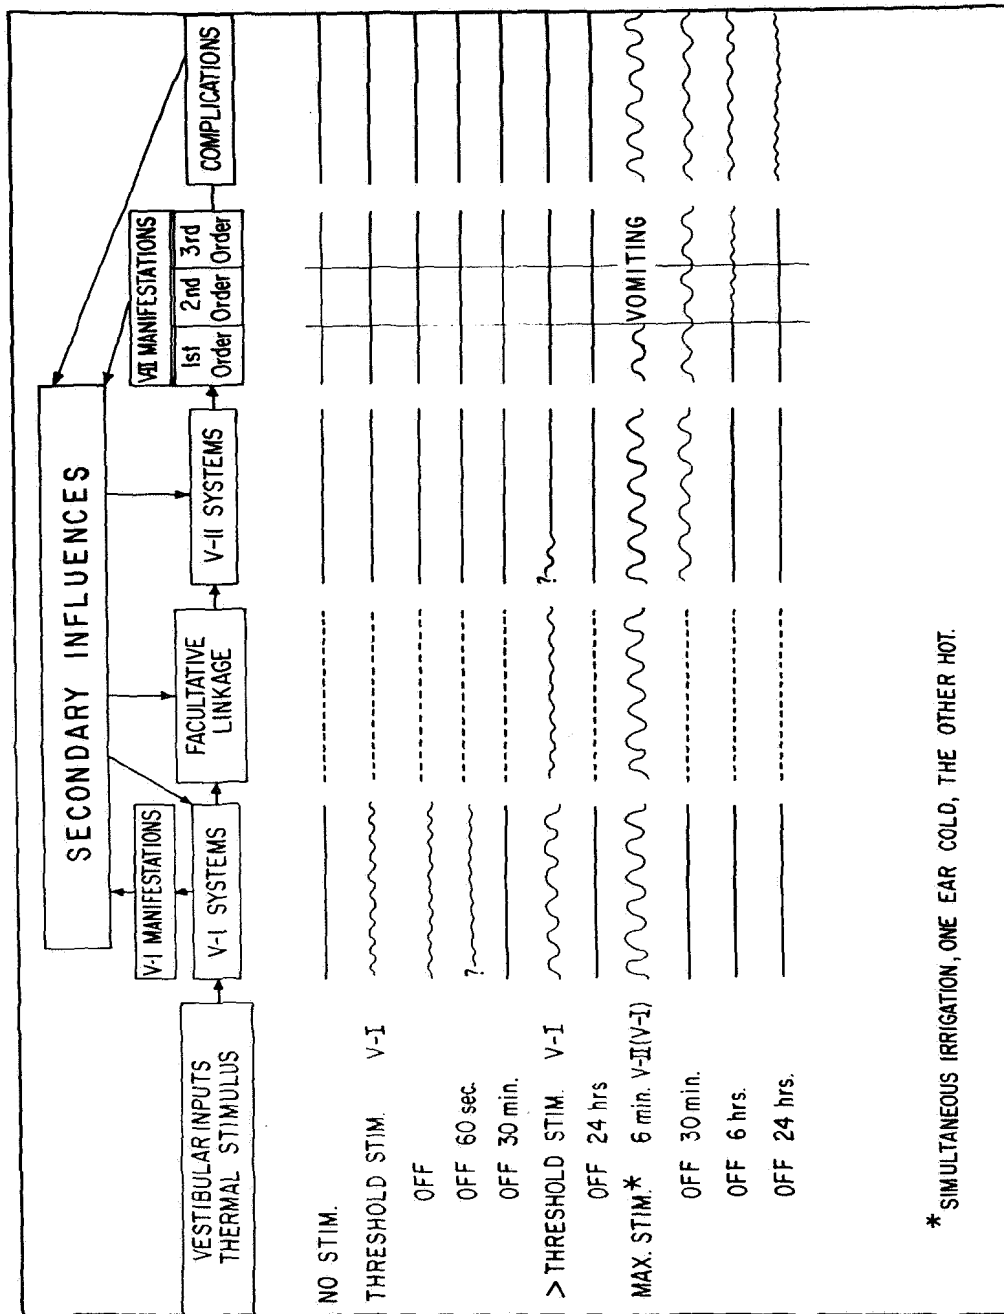 SECONDARY INFLUENCES
V-I MANIFESTATIONS
VII MANIFESTATIONS
VESTIBULAR INPUTS
THERMAL STIMULUS
V-I SYSTEMS
FACULTATIVE
LINKAGE
V-II SYSTEMS
1st
Order
2nd
Order
3rd
Order
COMPLICATIONS
NO STIM.
THRESHOLD STIM. V-I
OFF
OFF 60 sec.
?
OFF 30 min.
> THRESHOLD STIM. V-I
?
OFF 24 hrs
MAX. STIM.* 6 min. V-II(V-I)
VOMITING
OFF 30 min.
OFF 6 hrs.
OFF 24 hrs.
* SIMULTANEOUS IRRIGATION, ONE EAR COLD, THE OTHER HOT.